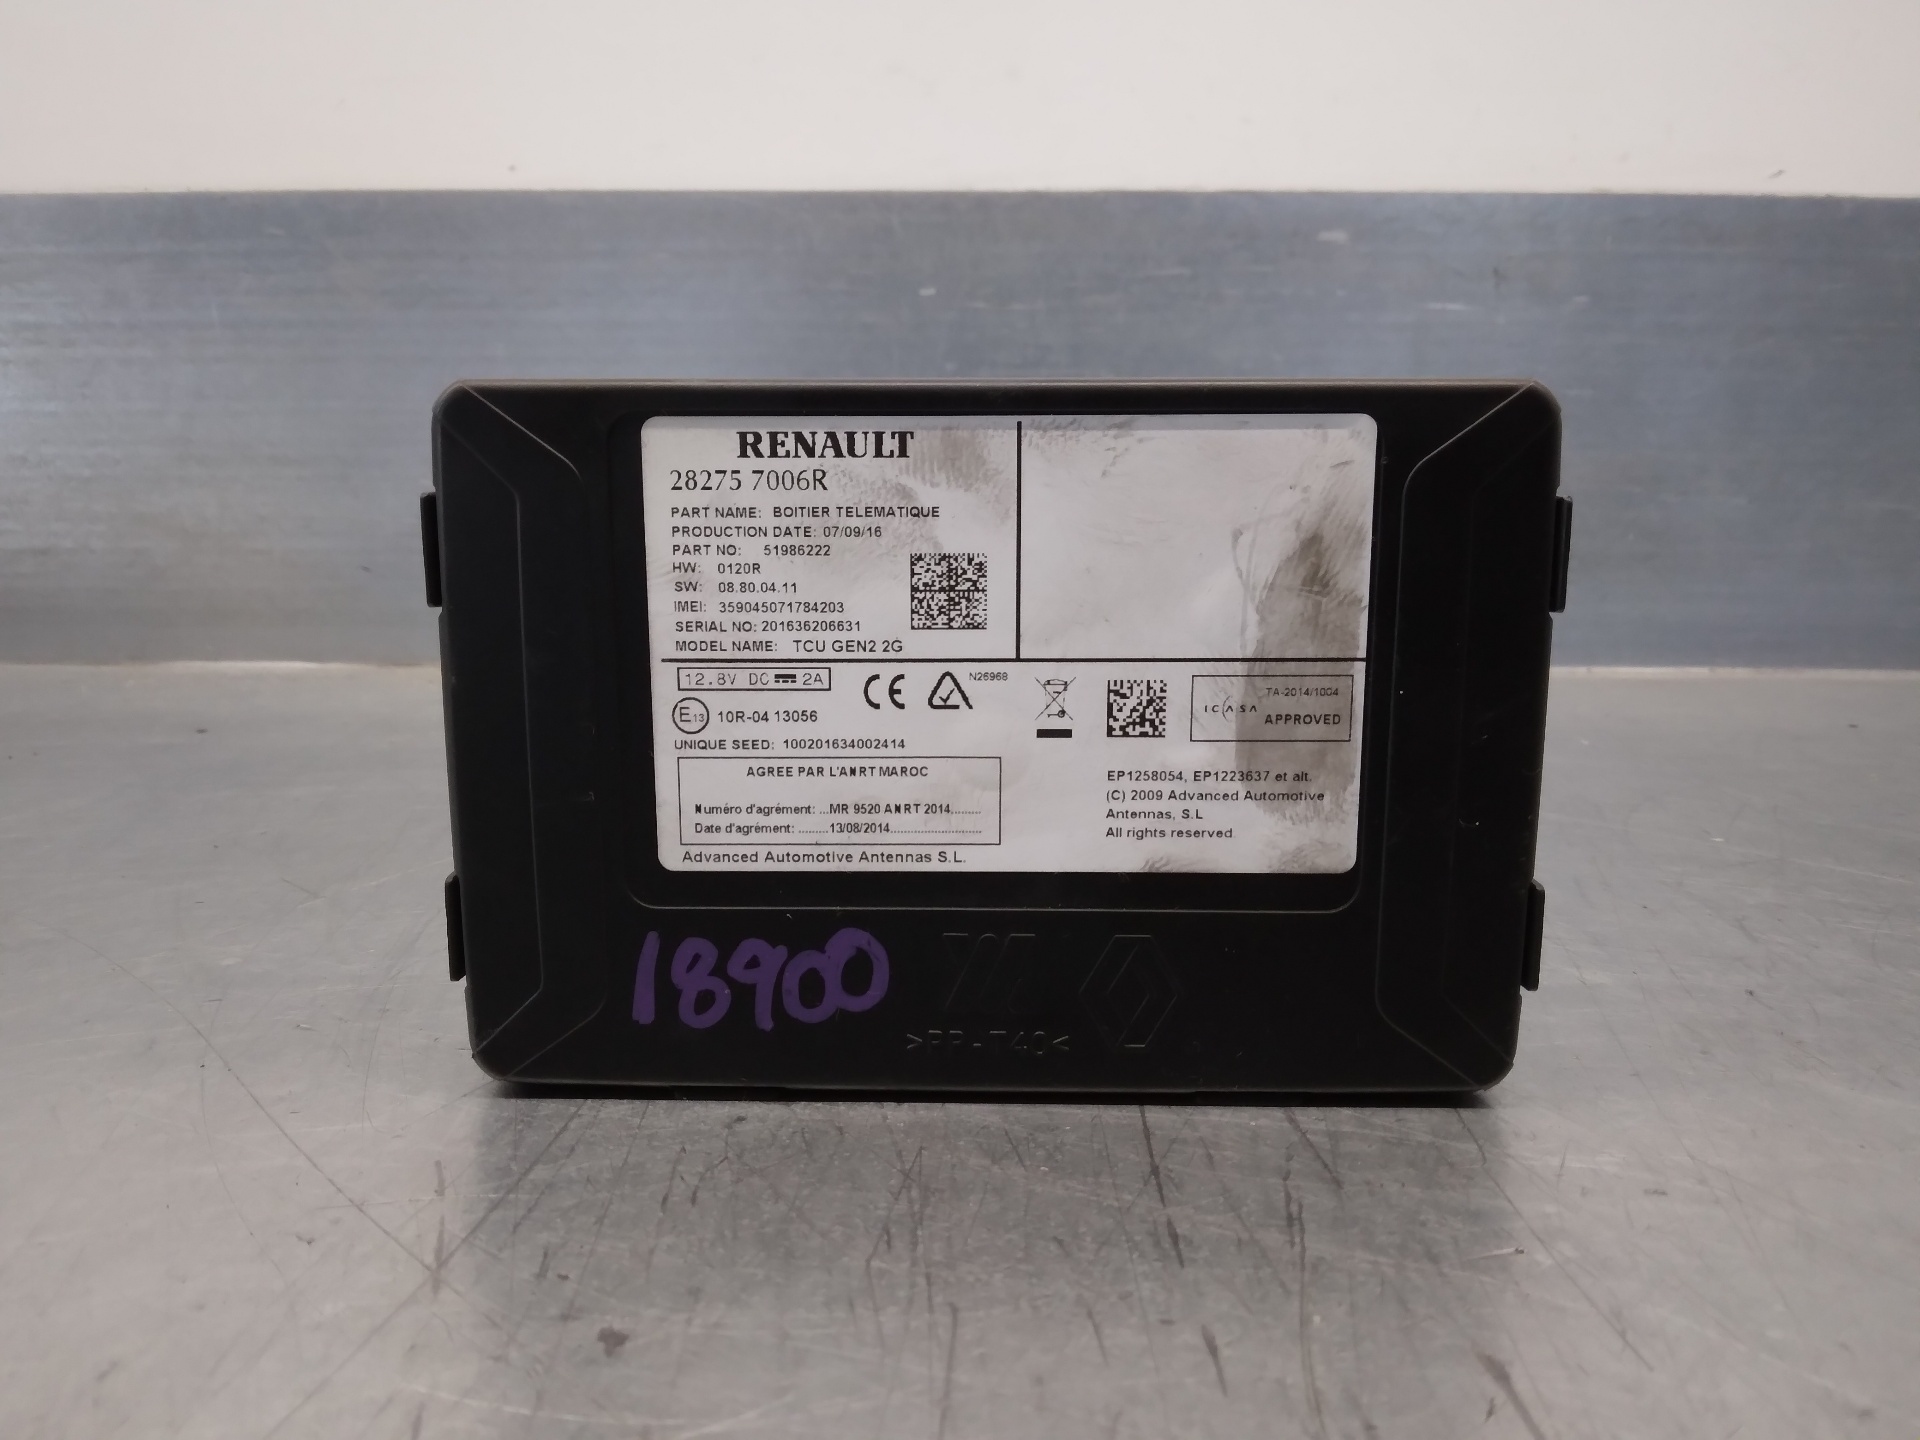 RENAULT
28275 7006R
PART NAME: BOITIER TELEMATIQUE
PRODUCTION DATE: 07/09/16
PART NO: 51986222
HW: 0120R
SW: 08.80.04.11
IMEI: 359045071784203
SERIAL NO: 201636206631
MODEL NAME: TCU GEN2 2G
12.8V DC 2A
CE
N26968
E13 10R-04 13056
UNIQUE SEED: 100201634002414
TA-2014/1004
ICASA APPROVED
AGREE PAR L'ANRT MAROC
Numéro d'agrément: ...MR 9520 ANRT 2014.........
Date d'agrément: ........13/08/2014.........................
Advanced Automotive Antennas S.L.
EP1258054, EP1223637 et alt.
(C) 2009 Advanced Automotive
Antennas, S.L
All rights reserved
18900
>PP-T40<